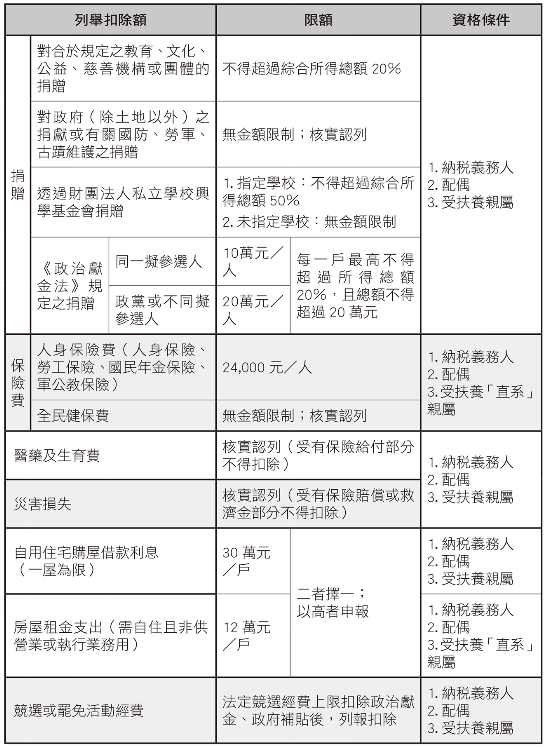 列舉扣除額
限額
資格條件
捐贈
對合於規定之教育、文化、
公益、慈善機構或團體的
捐贈
不得超過綜合所得總額 20%
1. 納稅義務人
2. 配偶
3. 受扶養親屬
對政府（除土地以外）之
捐獻或有關國防、勞軍、
古蹟維護之捐贈
無金額限制；核實認列
透過財團法人私立學校興
學基金會捐贈
1. 指定學校：不得超過綜合所
得總額 50%
2. 未指定學校：無金額限制
《政治獻
金法》規
定之捐贈
同一擬參選人
10萬元／
人
政黨或不同擬
參選人
20萬元／
人
每一戶最高不得
超過所得總額
20%，且總額不得
超過 20 萬元
保險費
人身保險費（人身保險、
勞工保險、國民年金保險、
軍公教保險）
24,000 元／人
1. 納稅義務人
2. 配偶
3.受扶養「直系」
親屬
全民健保費
無金額限制；核實認列
醫藥及生育費
核實認列（受有保險給付部分
不得扣除）
1. 納稅義務人
2. 配偶
3. 受扶養親屬
災害損失
核實認列（受有保險賠償或救
濟金部分不得扣除）
自用住宅購屋借款利息
（一屋為限）
30 萬元
／戶
二者擇一；
以高者申報
1. 納稅義務人
2. 配偶
3. 受扶養親屬
房屋租金支出（需自住且非供
營業或執行業務用）
12 萬元
／戶
1. 納稅義務人
2. 配偶
3.受扶養「直系」
親屬
競選或罷免活動經費
法定競選經費上限扣除政治獻
金、政府補貼後，列報扣除
1. 納稅義務人
2. 配偶
3. 受扶養親屬